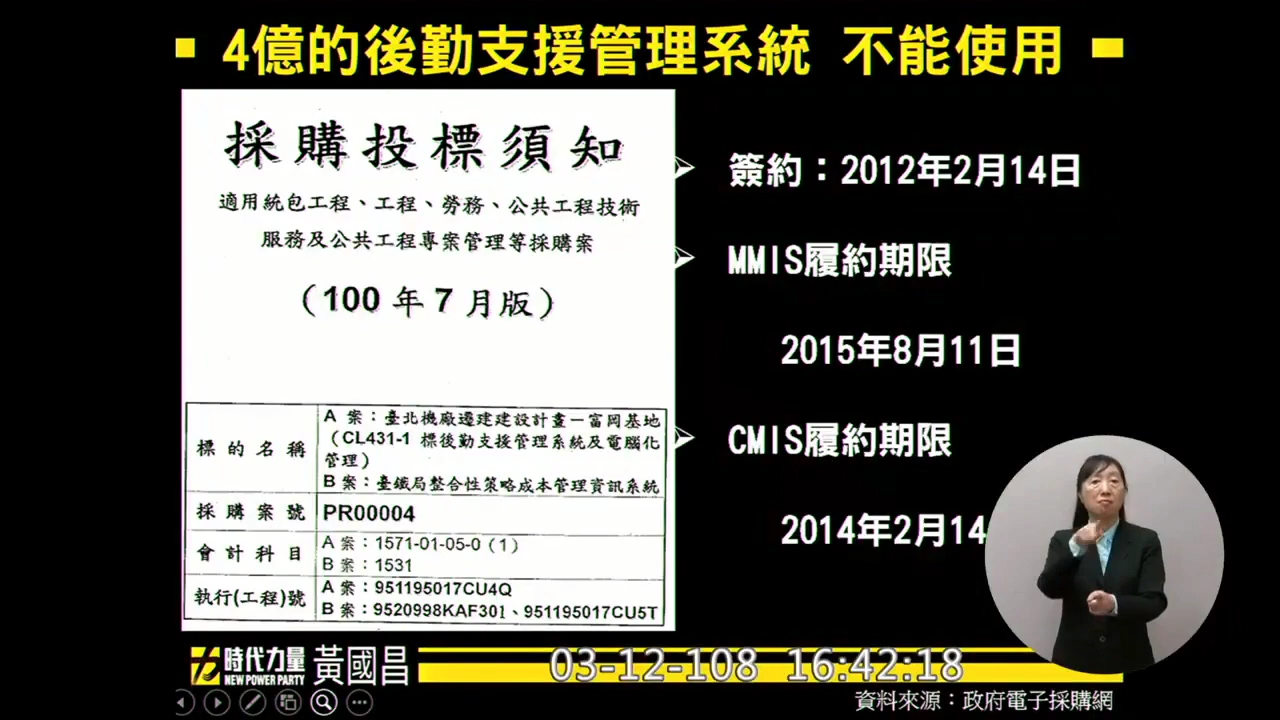 4億的後勤支援管理系統 不能使用
採購投標須知
適用統包工程、工程、勞務、公共工程技術
服務及公共工程專案管理等採購案
（100 年 7 月版）
標的名稱
A 案：臺北機廠遷建建設計畫－富岡基地
（CL431-1 標後勤支援管理系統及電腦化
管理）
B 案：臺鐵局整合性策略成本管理資訊系統
採購案號
PR00004
會計科目
A 案：1571-01-05-0（1）
B 案：1531
執行(工程)號
A 案：951195017CU4Q
B 案：9520998KAF301、951195017CU5T
簽約：2012年2月14日
MMIS履約期限
2015年8月11日
CMIS履約期限
2014年2月14
時代力量
NEW POWER PARTY
黃國昌
03-12-108 16:42:18
資料來源：政府電子採購網